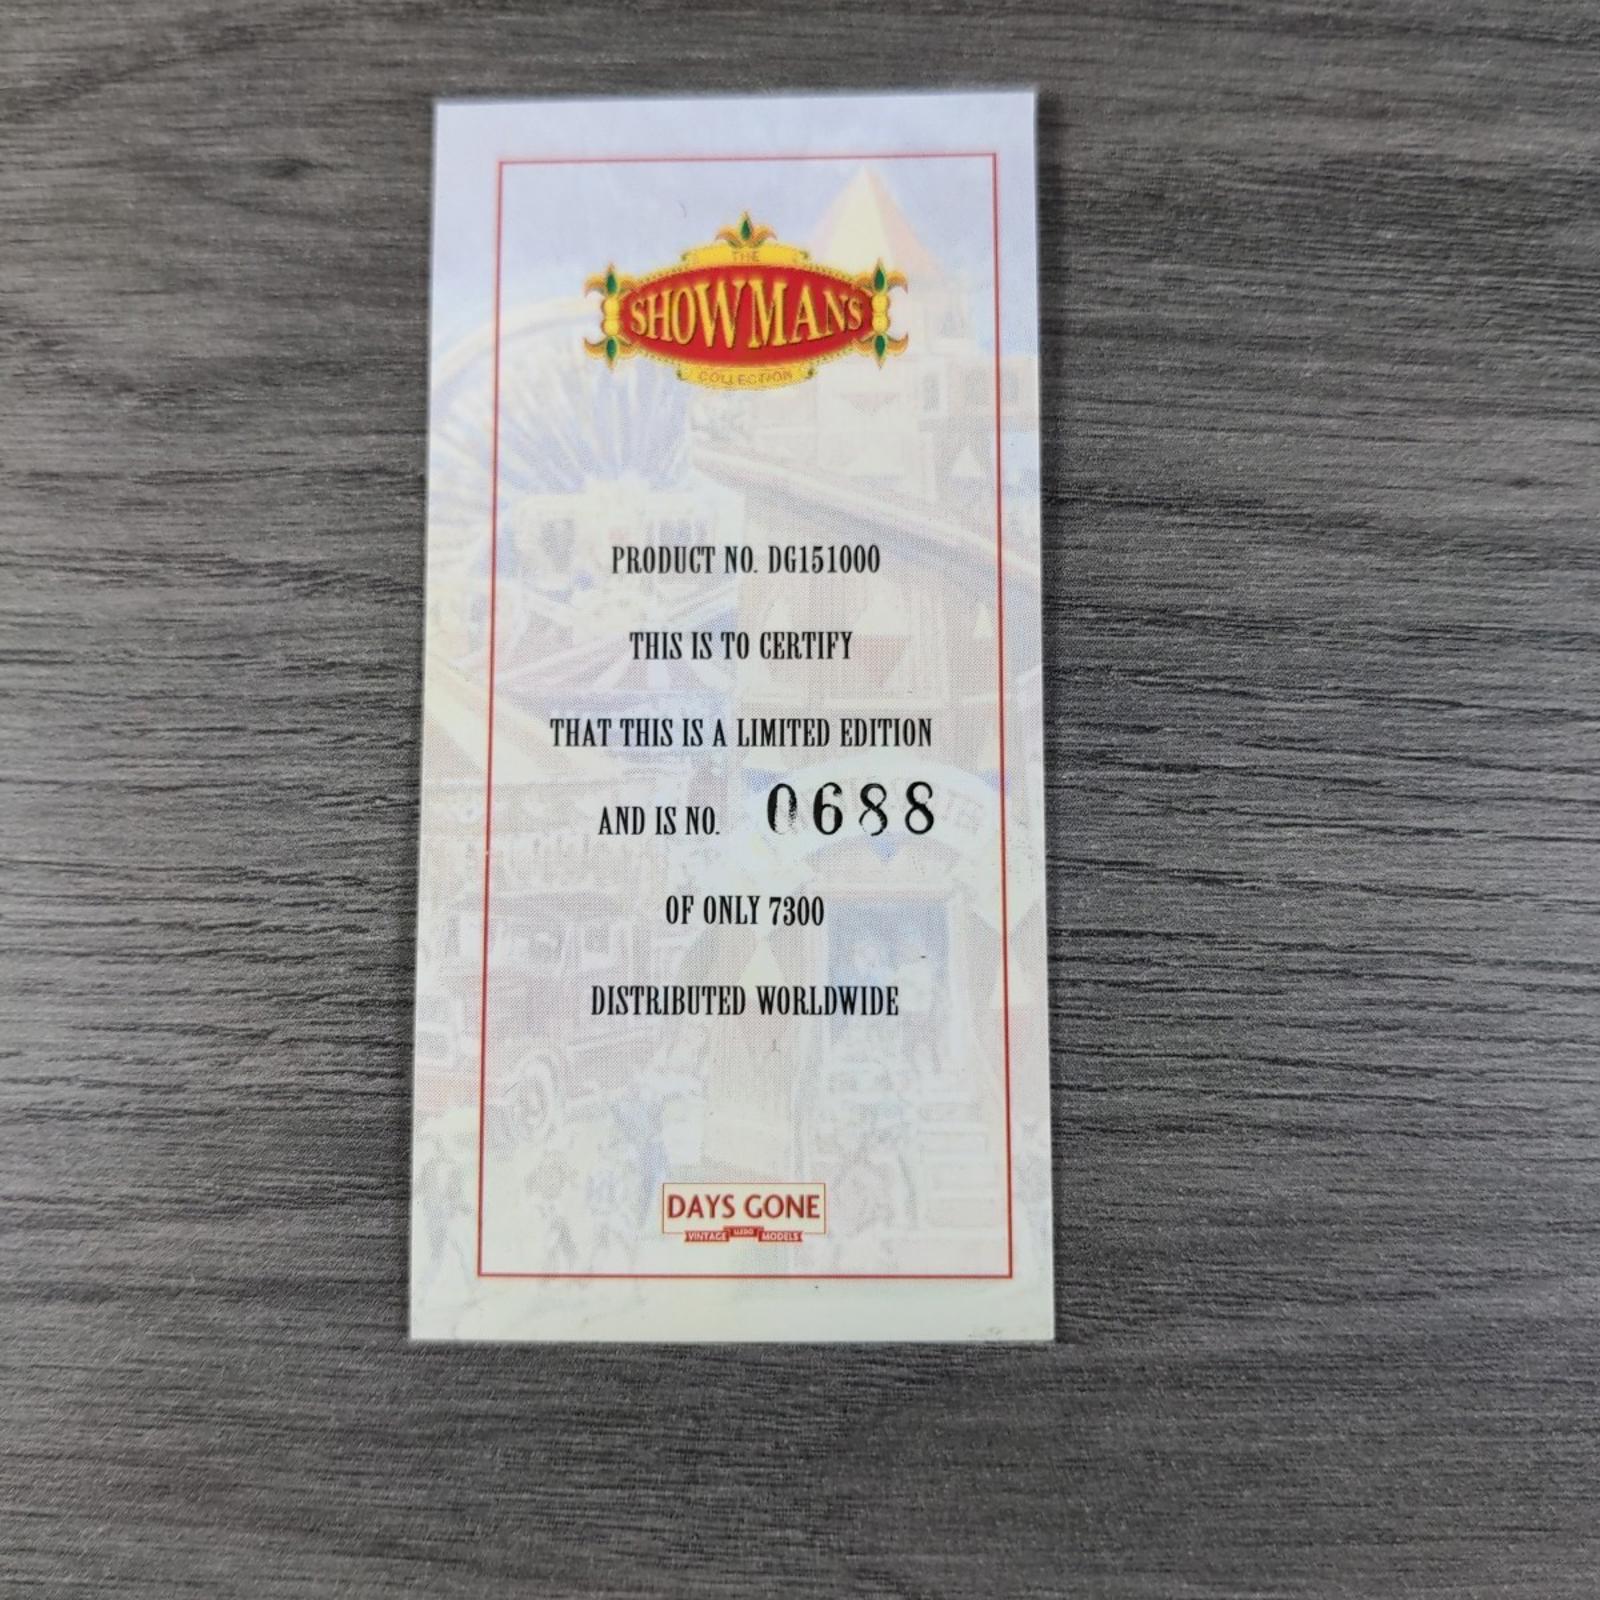 THE
SHOWMANS
COLLECTION
PRODUCT NO. DG151000
THIS IS TO CERTIFY
THAT THIS IS A LIMITED EDITION
AND IS NO. 0688
OF ONLY 7300
DISTRIBUTED WORLDWIDE
DAYS GONE
VINTAGE LLEDO MODELS